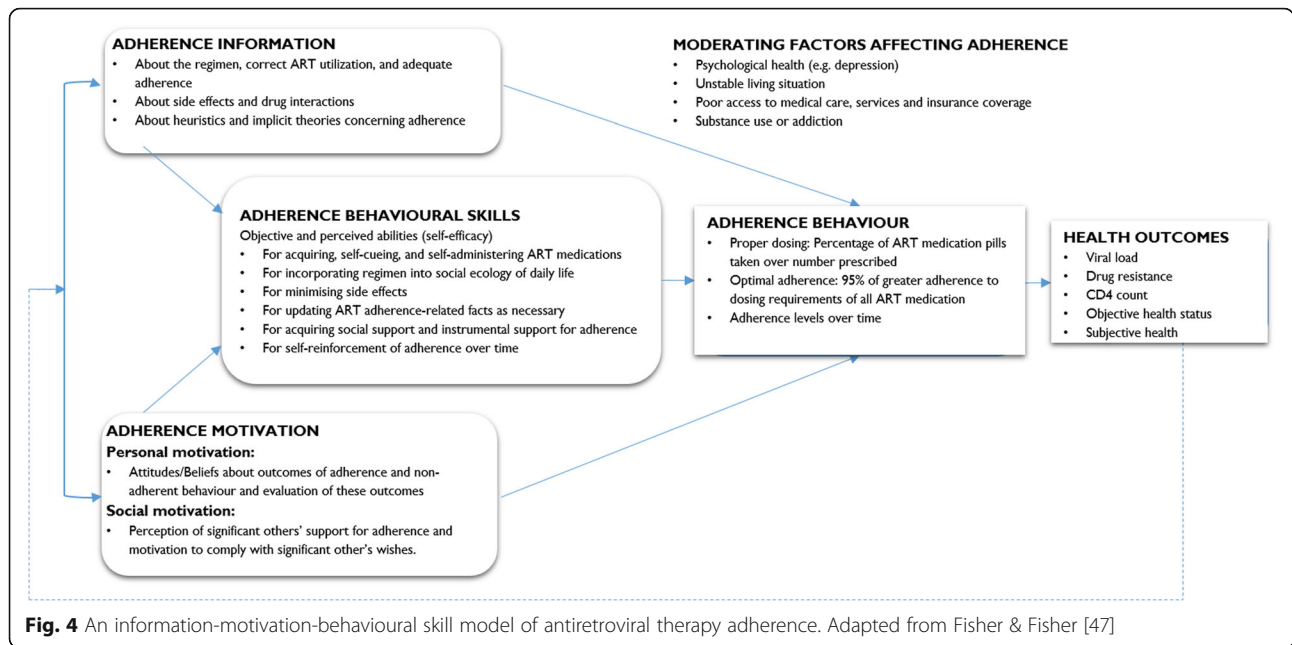 ADHERENCE INFORMATION
• About the regimen, correct ART utilization, and adequate
adherence
• About side effects and drug interactions
• About heuristics and implicit theories concerning adherence
MODERATING FACTORS AFFECTING ADHERENCE
• Psychological health (e.g. depression)
• Unstable living situation
• Poor access to medical care, services and insurance coverage
• Substance use or addiction
ADHERENCE BEHAVIOURAL SKILLS
Objective and perceived abilities (self-efficacy)
• For acquiring, self-cueing, and self-administering ART medications
• For incorporating regimen into social ecology of daily life
• For minimising side effects
• For updating ART adherence-related facts as necessary
• For acquiring social support and instrumental support for adherence
• For self-reinforcement of adherence over time
ADHERENCE BEHAVIOUR
• Proper dosing: Percentage of ART medication pills
taken over number prescribed
• Optimal adherence: 95% of greater adherence to
dosing requirements of all ART medication
• Adherence levels over time
HEALTH OUTCOMES
• Viral load
• Drug resistance
• CD4 count
• Objective health status
• Subjective health
ADHERENCE MOTIVATION
Personal motivation:
• Attitudes/Beliefs about outcomes of adherence and non-
adherent behaviour and evaluation of these outcomes
Social motivation:
• Perception of significant others' support for adherence and
motivation to comply with significant other's wishes.
Fig. 4 An information-motivation-behavioural skill model of antiretroviral therapy adherence. Adapted from Fisher & Fisher [47]